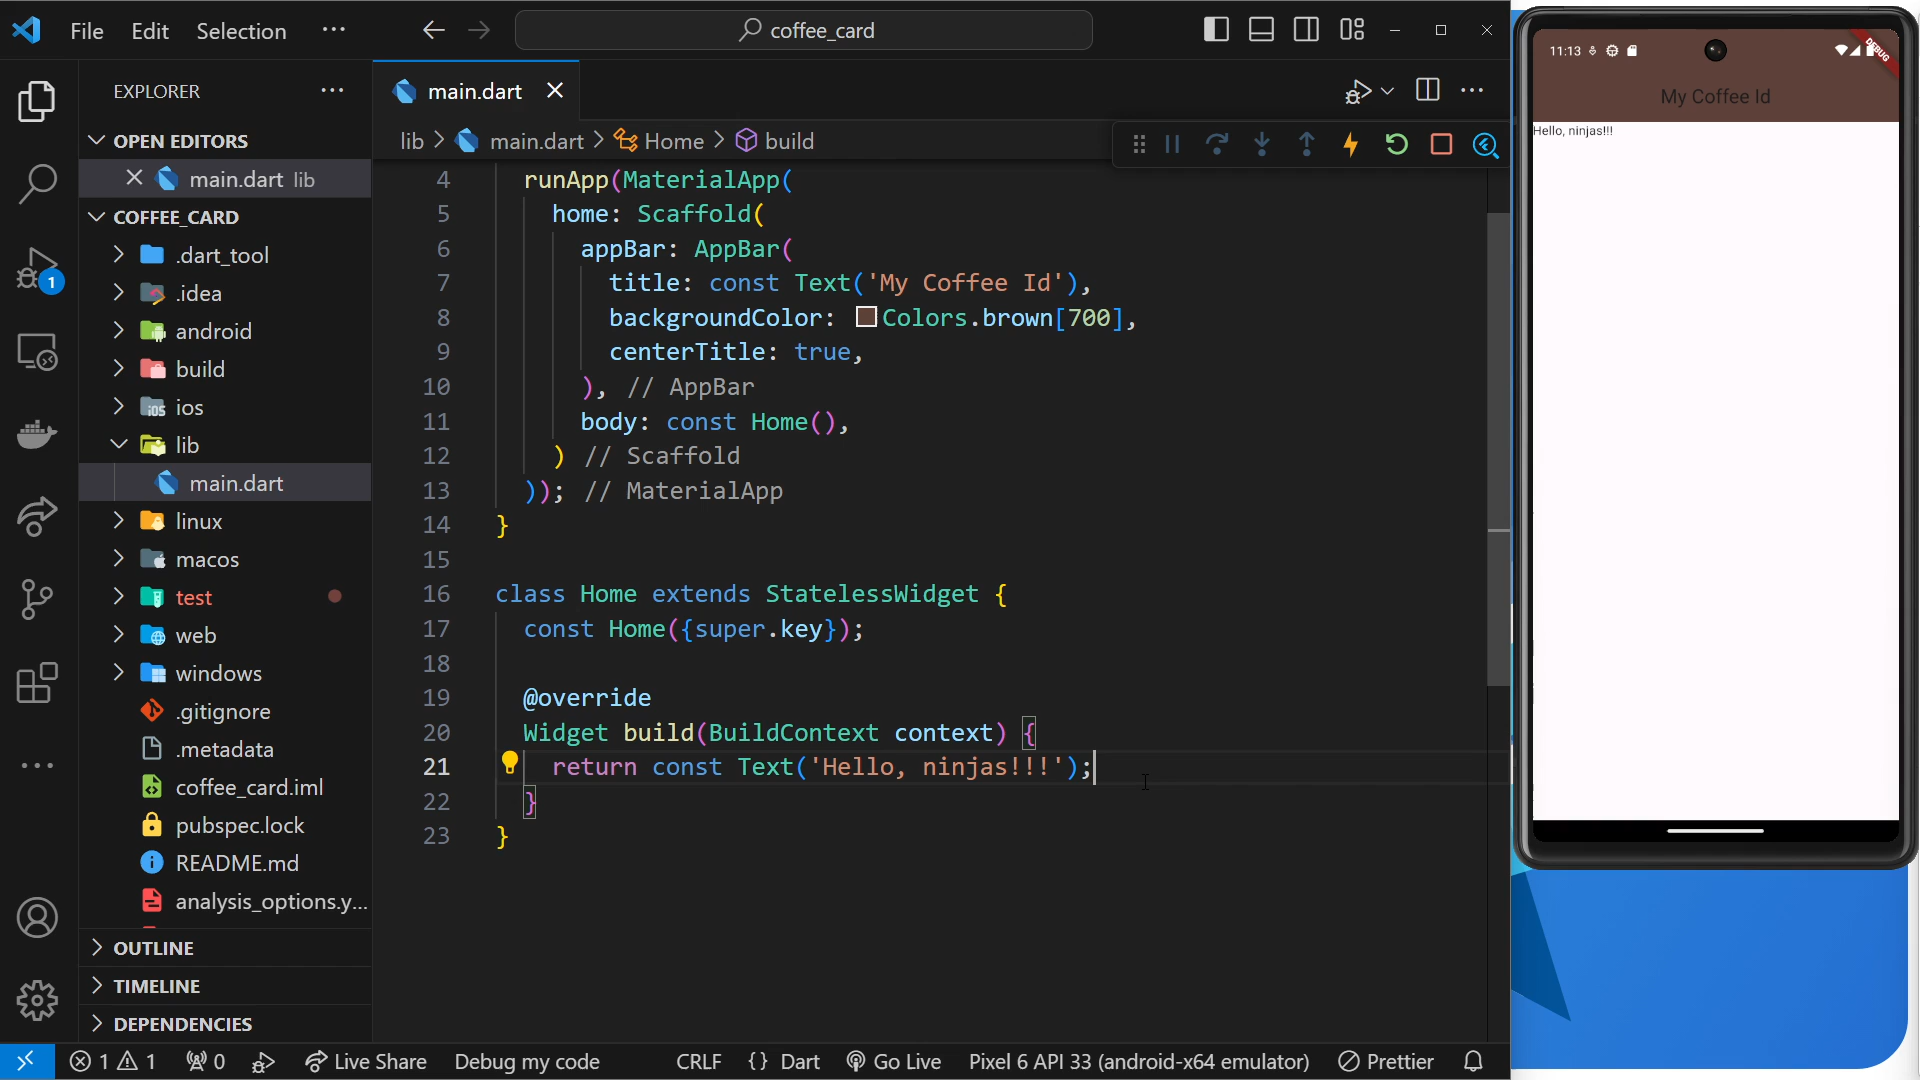 File Edit Selection ···
coffee_card
EXPLORER ···
OPEN EDITORS
main.dart lib
COFFEE_CARD
.dart_tool
.idea
android
build
ios
lib
main.dart
linux
macos
test
web
windows
.gitignore
.metadata
coffee_card.iml
pubspec.lock
README.md
analysis_options.y...
OUTLINE
TIMELINE
DEPENDENCIES
1
main.dart
lib > main.dart > Home > build
4 runApp(MaterialApp(
5 home: Scaffold(
6 appBar: AppBar(
7 title: const Text('My Coffee Id'),
8 backgroundColor: Colors.brown[700],
9 centerTitle: true,
10 ), // AppBar
11 body: const Home(),
12 ) // Scaffold
13 )); // MaterialApp
14 }
15
16 class Home extends StatelessWidget {
17 const Home({super.key});
18
19 @override
20 Widget build(BuildContext context) {
21 return const Text('Hello, ninjas!!!');
22 }
23 }
1 1 0 Live Share Debug my code CRLF {} Dart Go Live Pixel 6 API 33 (android-x64 emulator) Prettier
11:13
DEBUG
My Coffee Id
Hello, ninjas!!!